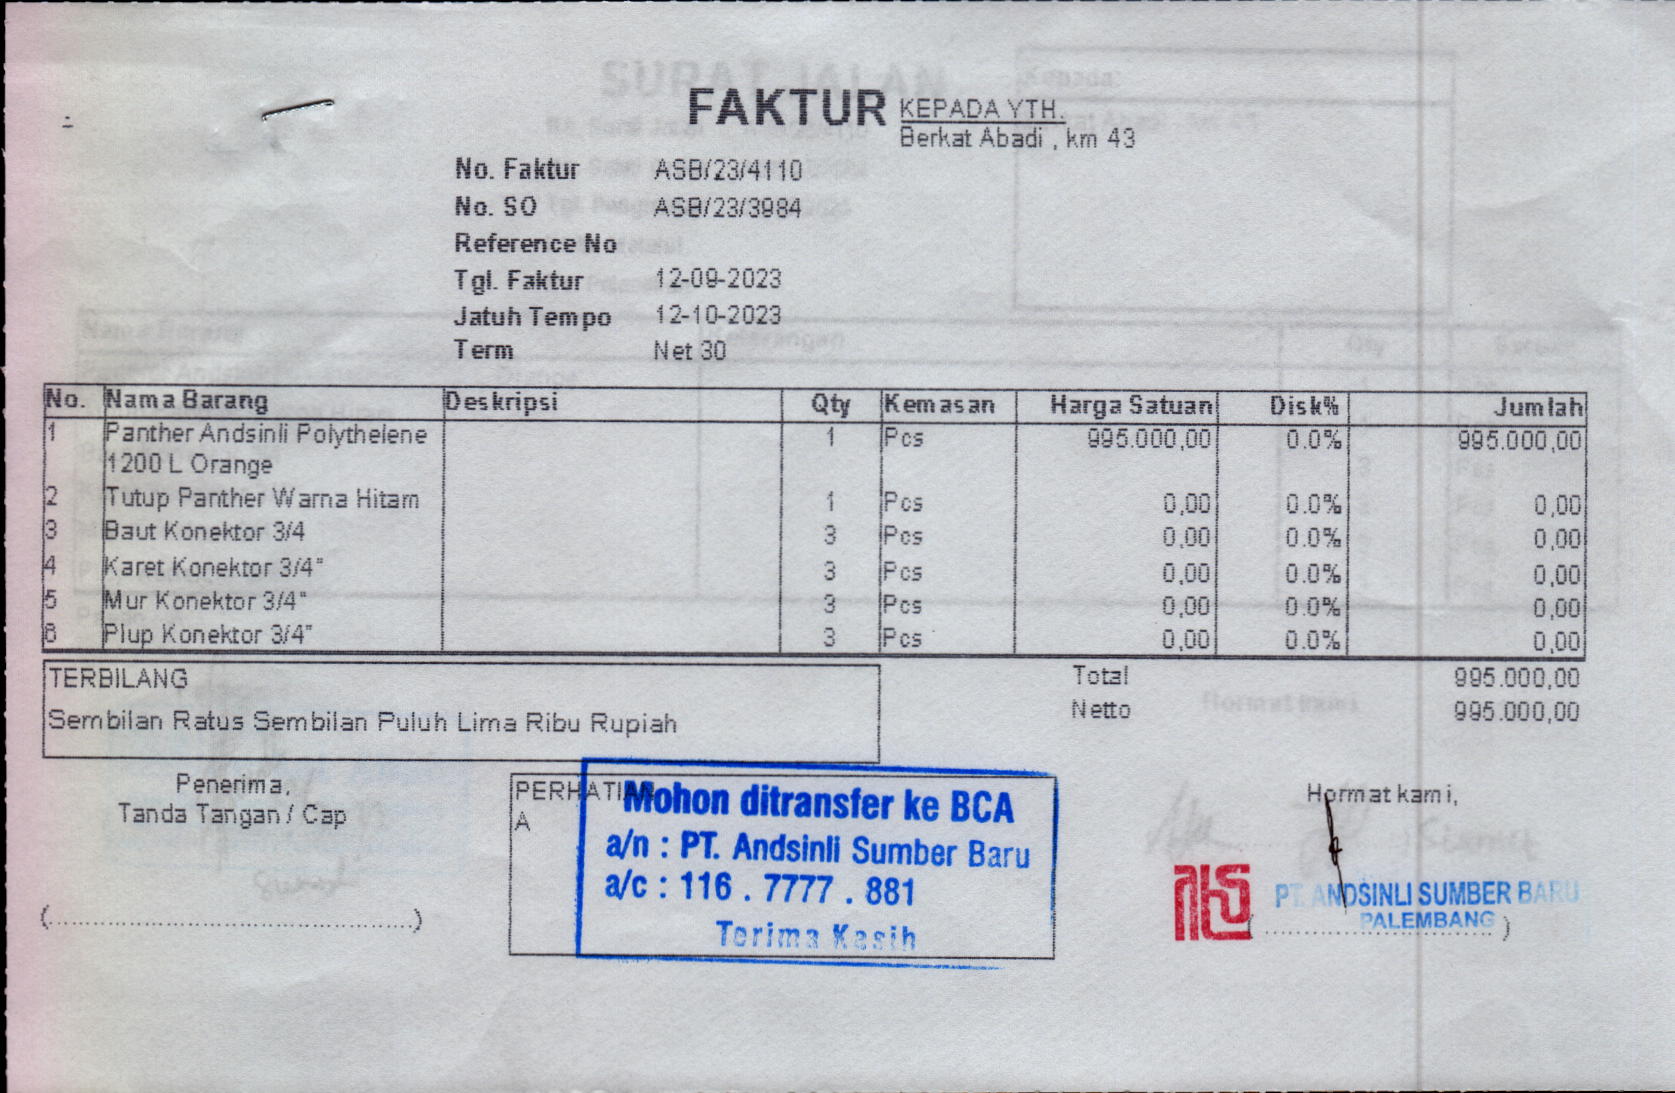 FAKTUR
KEPADA YTH.
Berkat Abadi , km 43
No. Faktur ASB/23/4110
No. SO ASB/23/3984
Reference No
Tgl. Faktur 12-09-2023
Jatuh Tempo 12-10-2023
Term Net 30
No. Nama Barang Deskripsi Qty Kemasan Harga Satuan Disk% Jumlah
1 Panther Andsinli Polythelene 1 Pcs 995.000,00 0.0% 995.000,00
1200 L Orange
2 Tutup Panther Warna Hitam 1 Pcs 0,00 0.0% 0,00
3 Baut Konektor 3/4 3 Pcs 0,00 0.0% 0,00
4 Karet Konektor 3/4" 3 Pcs 0,00 0.0% 0,00
5 Mur Konektor 3/4" 3 Pcs 0,00 0.0% 0,00
6 Plup Konektor 3/4" 3 Pcs 0,00 0.0% 0,00
TERBILANG
Sembilan Ratus Sembilan Puluh Lima Ribu Rupiah
Total 995.000,00
Netto 995.000,00
Penerima,
Tanda Tangan / Cap
(..........................................)
PERHATIAN
A
Mohon ditransfer ke BCA
a/n : PT. Andsinli Sumber Baru
a/c : 116 . 7777 . 881
Terima Kasih
Hormat kami,
PT. ANDSINLI SUMBER BARU
PALEMBANG
(..........................................)